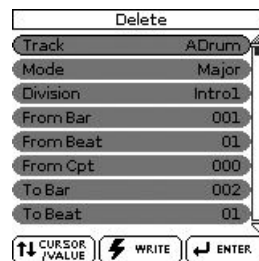 Delete
Track ADrum
Mode Major
Division Intro1
From Bar 001
From Beat 01
From Cpt 000
To Bar 002
To Beat 01
CURSOR
/VALUE WRITE ENTER